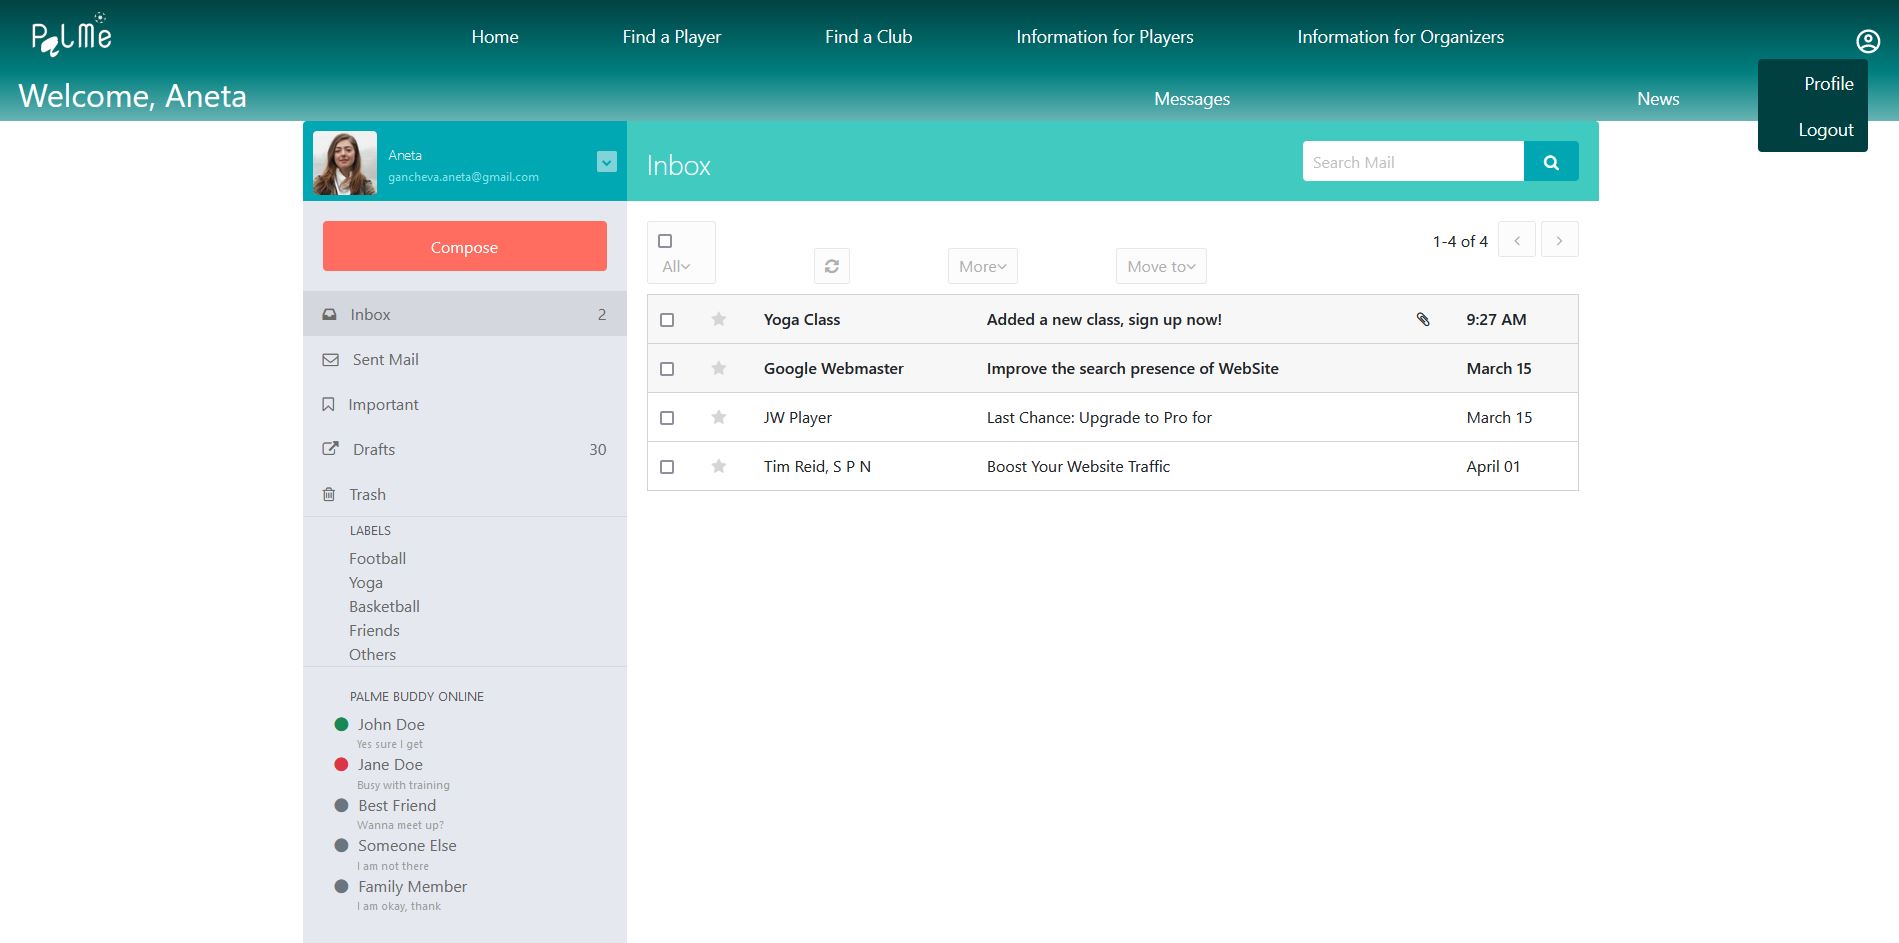 PalMe
Home
Find a Player
Find a Club
Information for Players
Information for Organizers
Profile
Logout
Welcome, Aneta
Messages
News
Aneta
gancheva.aneta@gmail.com
Inbox
Search Mail
Compose
Inbox 2
Sent Mail
Important
Drafts 30
Trash
LABELS
Football
Yoga
Basketball
Friends
Others
PALME BUDDY ONLINE
John Doe
Yes sure I get
Jane Doe
Busy with training
Best Friend
Wanna meet up?
Someone Else
I am not there
Family Member
I am okay, thank
All
More
Move to
1-4 of 4
Yoga Class Added a new class, sign up now! 9:27 AM
Google Webmaster Improve the search presence of WebSite March 15
JW Player Last Chance: Upgrade to Pro for March 15
Tim Reid, S P N Boost Your Website Traffic April 01